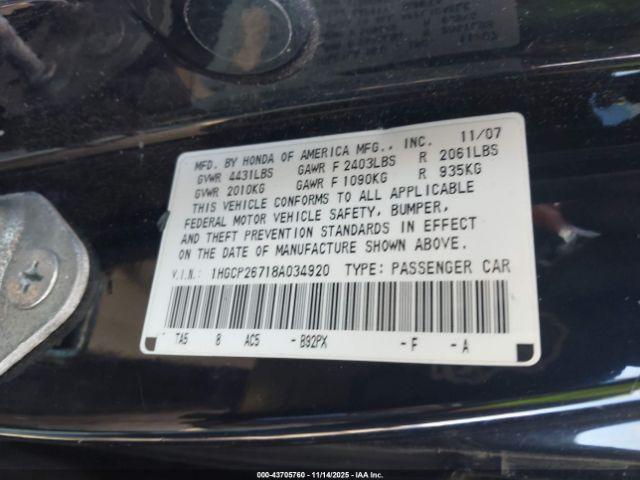 MFD. BY HONDA OF AMERICA MFG., INC. 11/07
GVWR 4431LBS GAWR F 2403LBS R 2061LBS
GVWR 2010KG GAWR F 1090KG R 935KG
THIS VEHICLE CONFORMS TO ALL APPLICABLE
FEDERAL MOTOR VEHICLE SAFETY, BUMPER,
AND THEFT PREVENTION STANDARDS IN EFFECT
ON THE DATE OF MANUFACTURE SHOWN ABOVE.
V.I.N.: 1HGCP26718A034920 TYPE: PASSENGER CAR
TA5 8 AC5 - B92PX - F - A
000-43705760 - 11/14/2025 - IAA Inc.